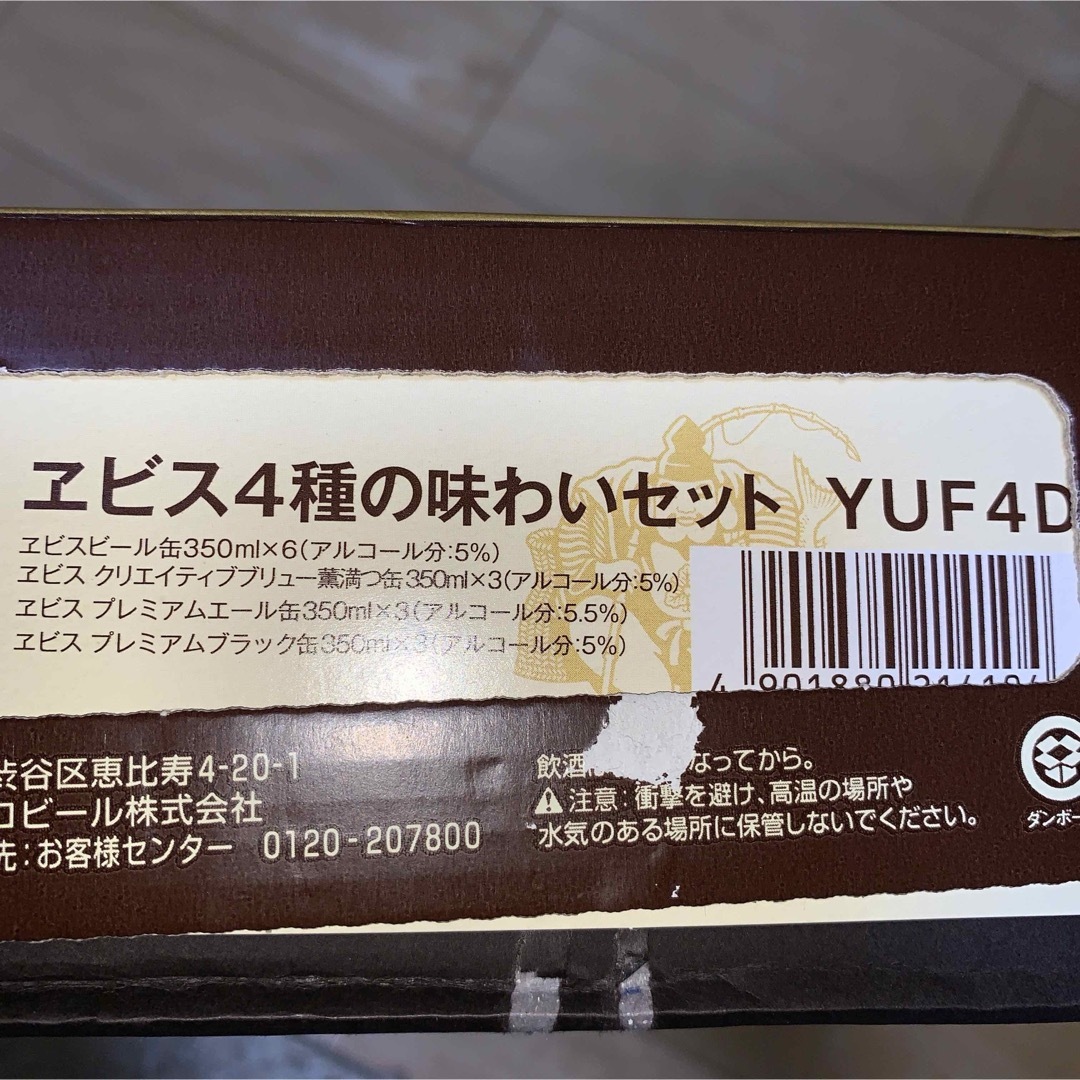 ヱビス4種の味わいセット YUF4D
ヱビスビール缶350ml×6(アルコール分:5%)
ヱビス クリエイティブブリュー薫満つ缶350ml×3(アルコール分:5%)
ヱビス プレミアムエール缶350ml×3(アルコール分:5.5%)
ヱビス プレミアムブラック缶350ml×3(アルコール分:5%)
4 901880
渋谷区恵比寿4-20-1
ロビール株式会社
先:お客様センター 0120-207800
飲酒 なってから。
注意:衝撃を避け、高温の場所や
水気のある場所に保管しないでください。
ダンボー